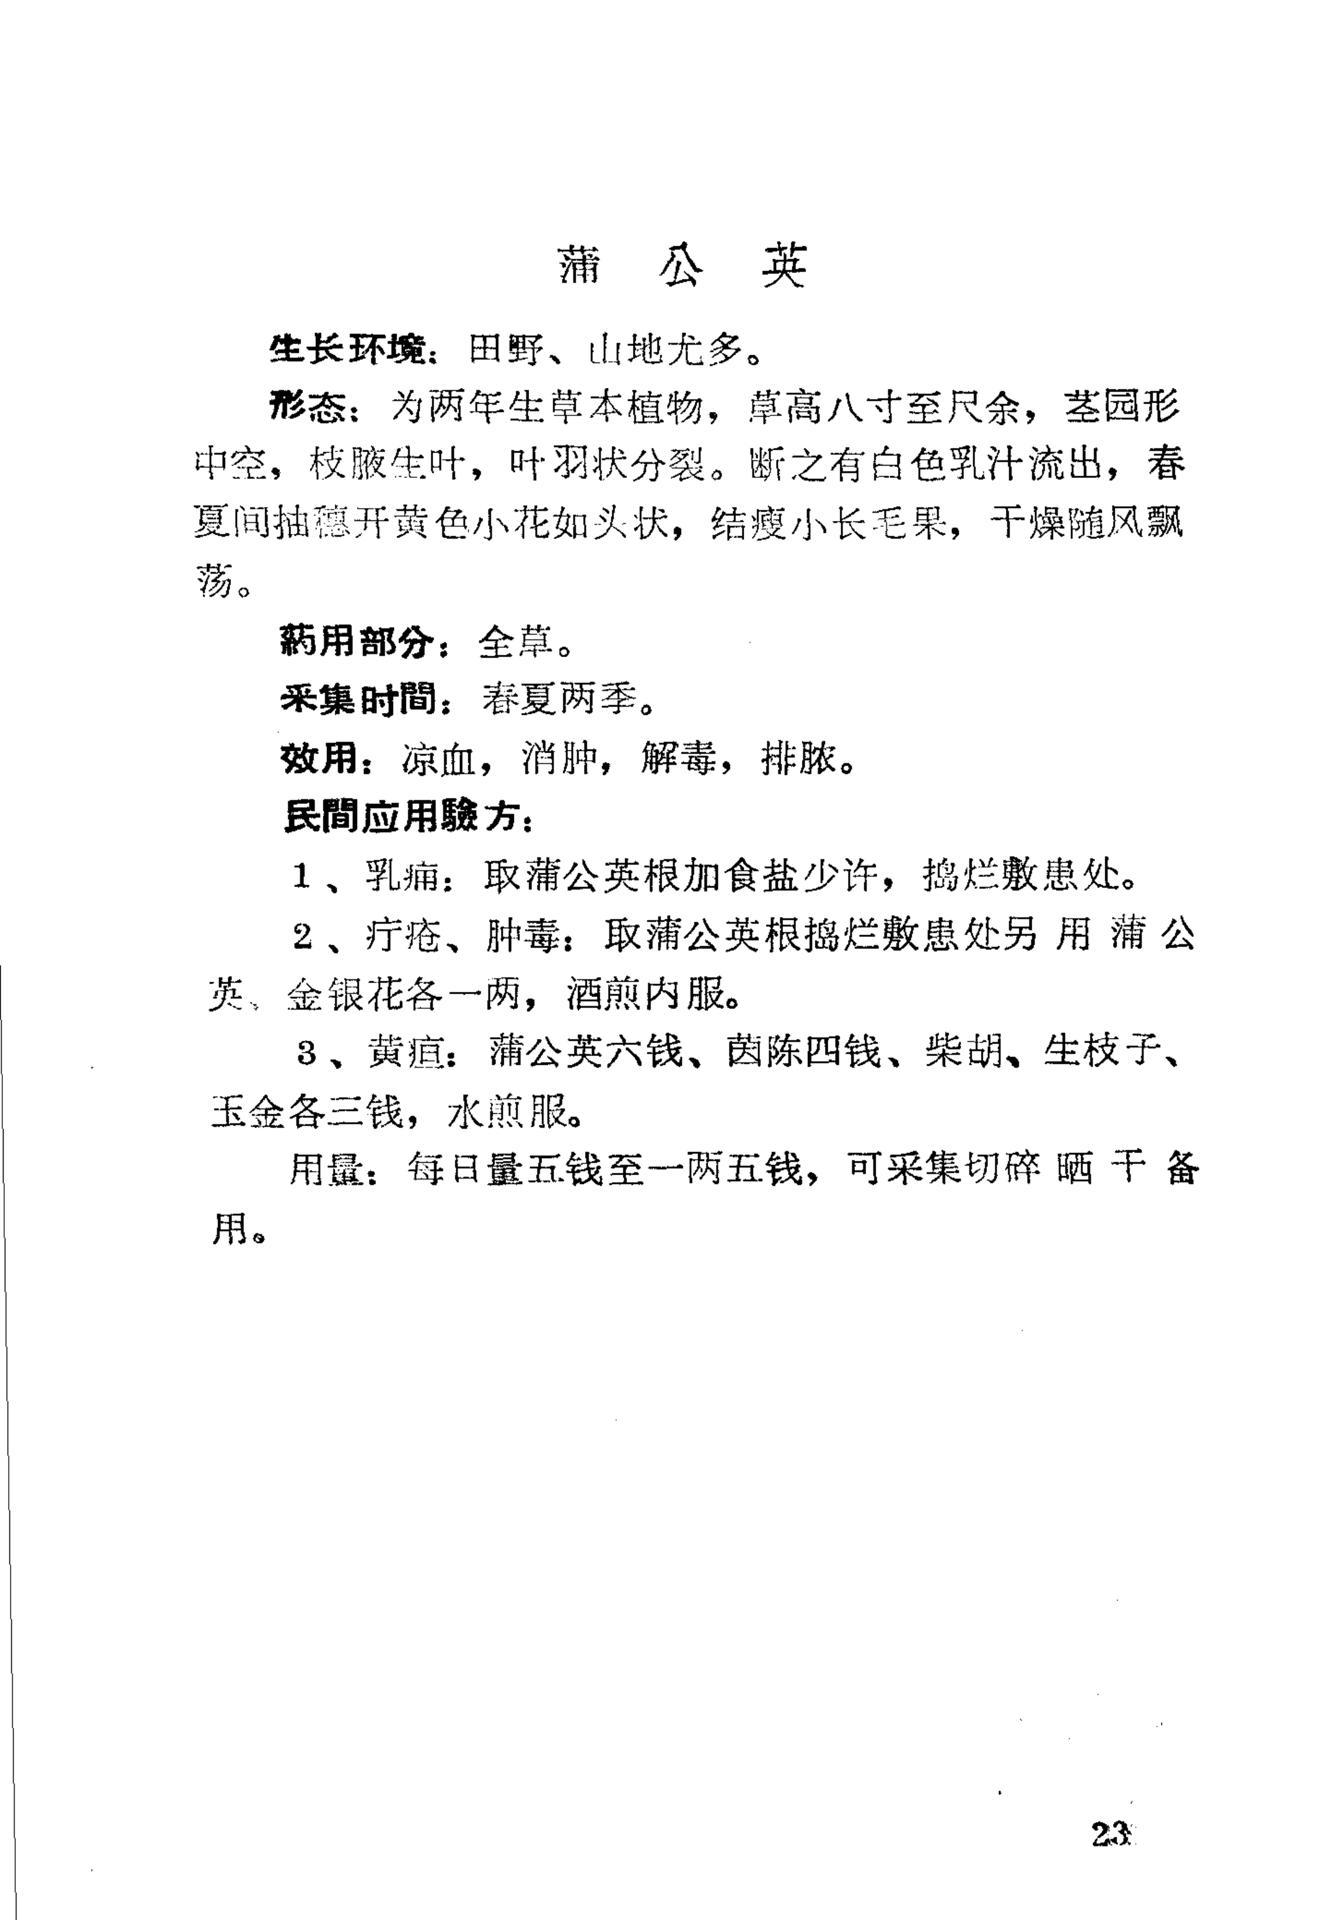 蒲公英
生长环境：田野、山地尤多。
形态：为两年生草本植物，草高八寸至尺余，茎园形
中空，枝腋生叶，叶羽状分裂。断之有白色乳汁流出，春
夏间抽穗开黄色小花如头状，结瘦小长毛果，干燥随风飘
荡。
药用部分：全草。
采集时間：春夏两季。
效用：凉血，消肿，解毒，排脓。
民間应用驗方：
1、乳痈：取蒲公英根加食盐少许，捣烂敷患处。
2、疔疮、肿毒：取蒲公英根捣烂敷患处另用蒲公
英、金银花各一两，酒煎内服。
3、黄疸：蒲公英六钱、茵陈四钱、柴胡、生枝子、
玉金各三钱，水煎服。
用量：每日量五钱至一两五钱，可采集切碎晒干备
用。
23